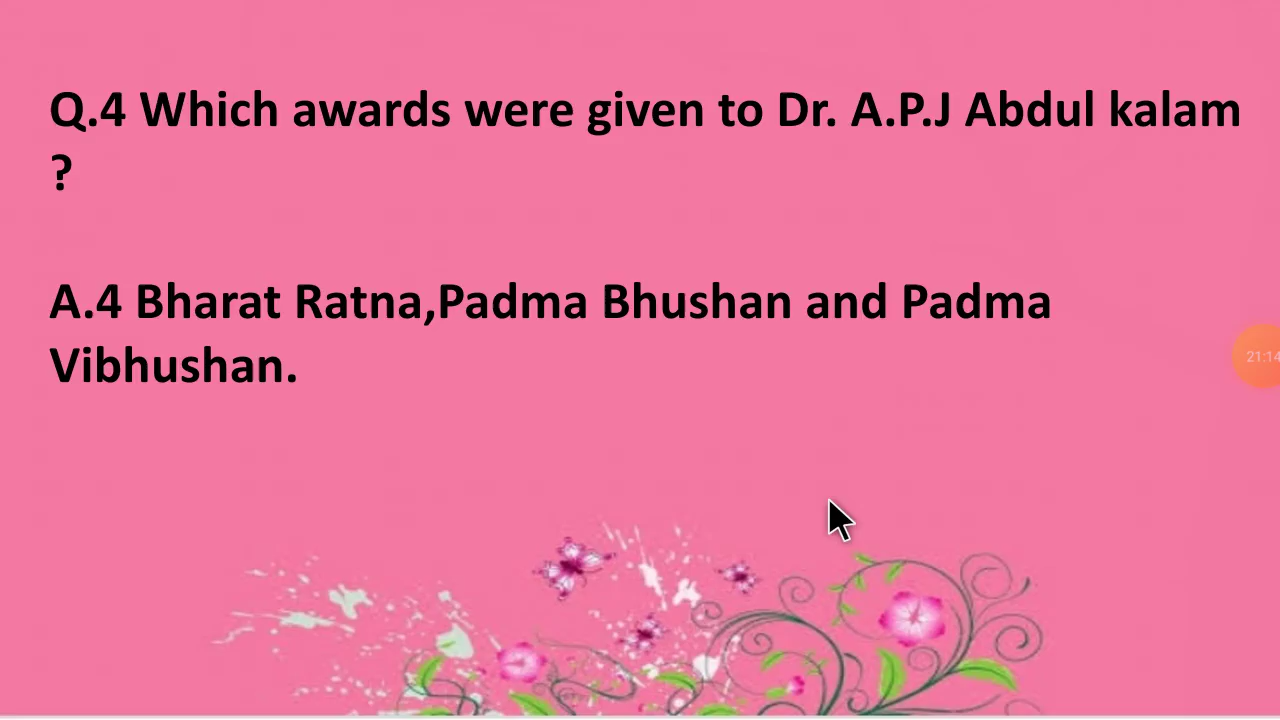 Q.4 Which awards were given to Dr. A.P.J Abdul kalam
?
A.4 Bharat Ratna,Padma Bhushan and Padma
Vibhushan.
21:14